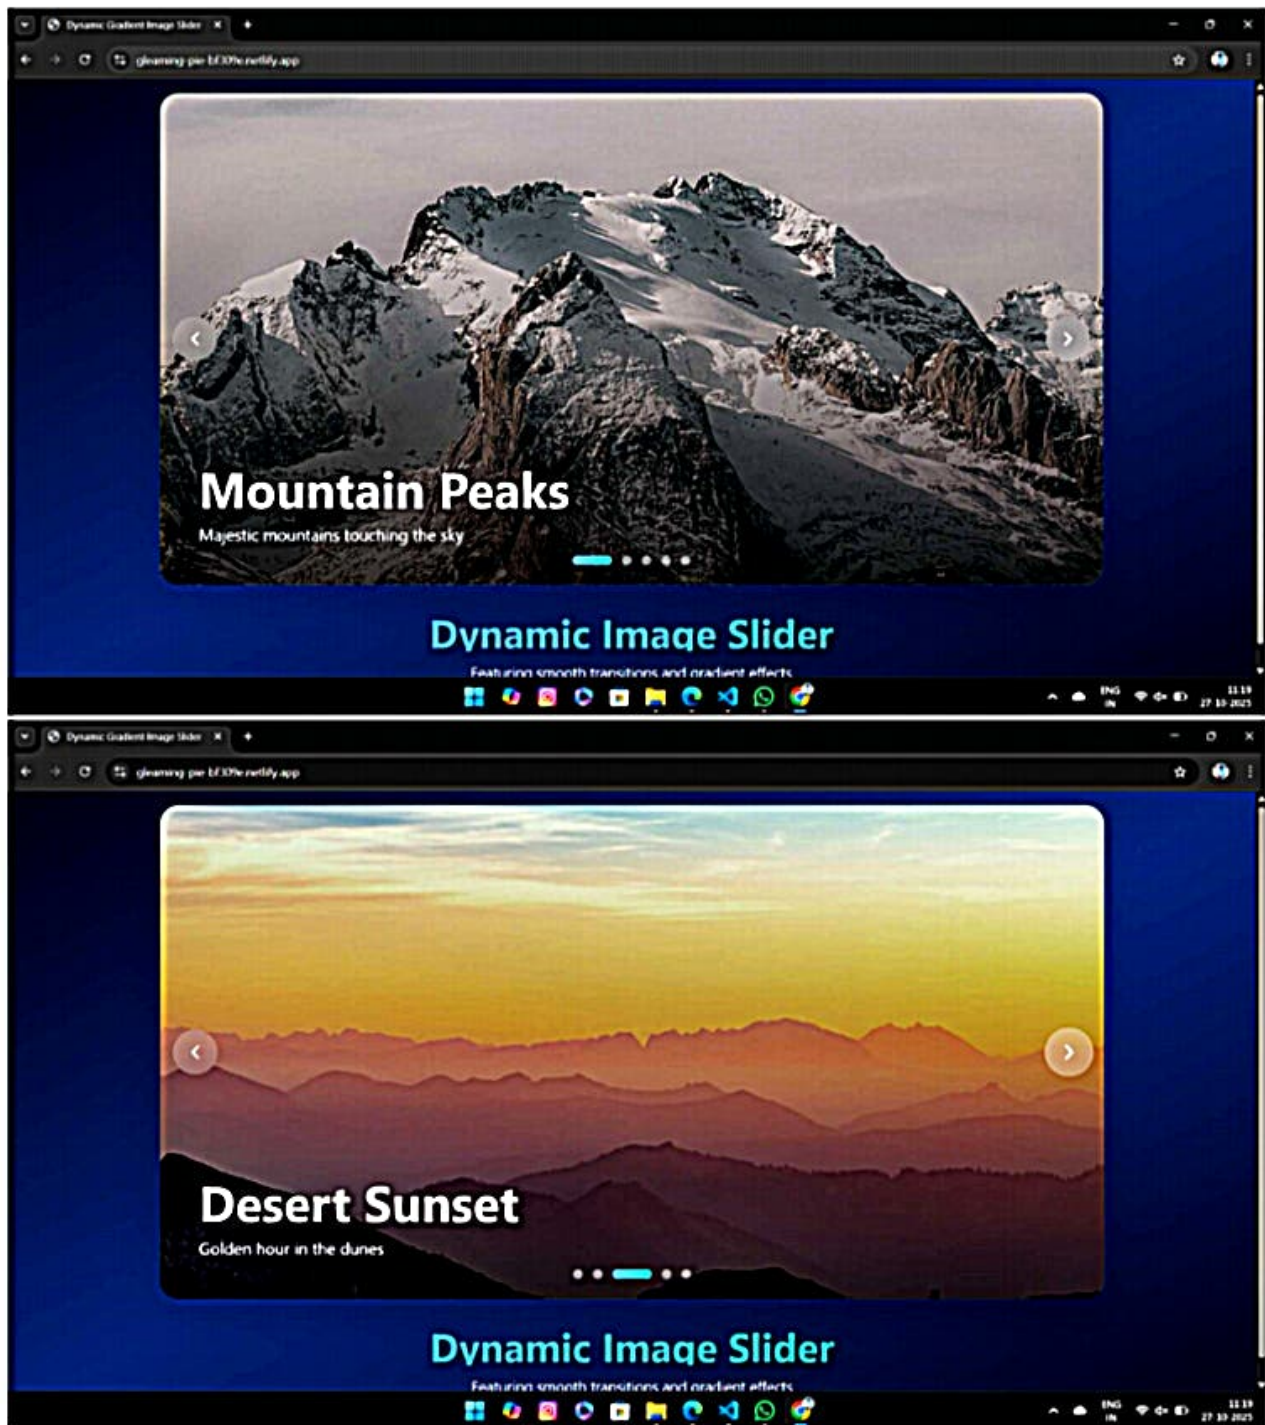 Dynamic Gradient Image Slider
gleaming-pie-bf309e.netlify.app
Mountain Peaks
Majestic mountains touching the sky
Dynamic Image Slider
Featuring smooth transitions and gradient effects
ENG
IN
11:19
27-10-2025
Dynamic Gradient Image Slider
gleaming-pie-bf309e.netlify.app
Desert Sunset
Golden hour in the dunes
Dynamic Image Slider
Featuring smooth transitions and gradient effects
ENG
IN
11:19
27-10-2025